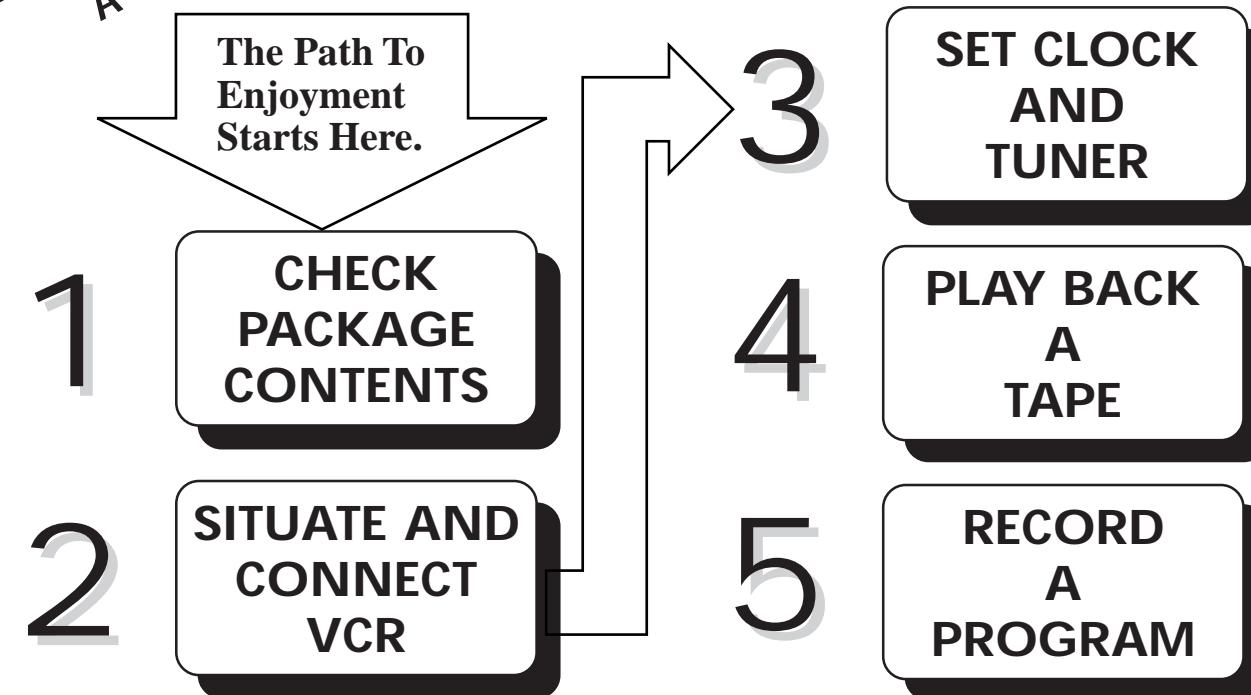 A
The Path To
Enjoyment
Starts Here.
1
CHECK
PACKAGE
CONTENTS
2
SITUATE AND
CONNECT
VCR
3
SET CLOCK
AND
TUNER
4
PLAY BACK
A
TAPE
5
RECORD
A
PROGRAM